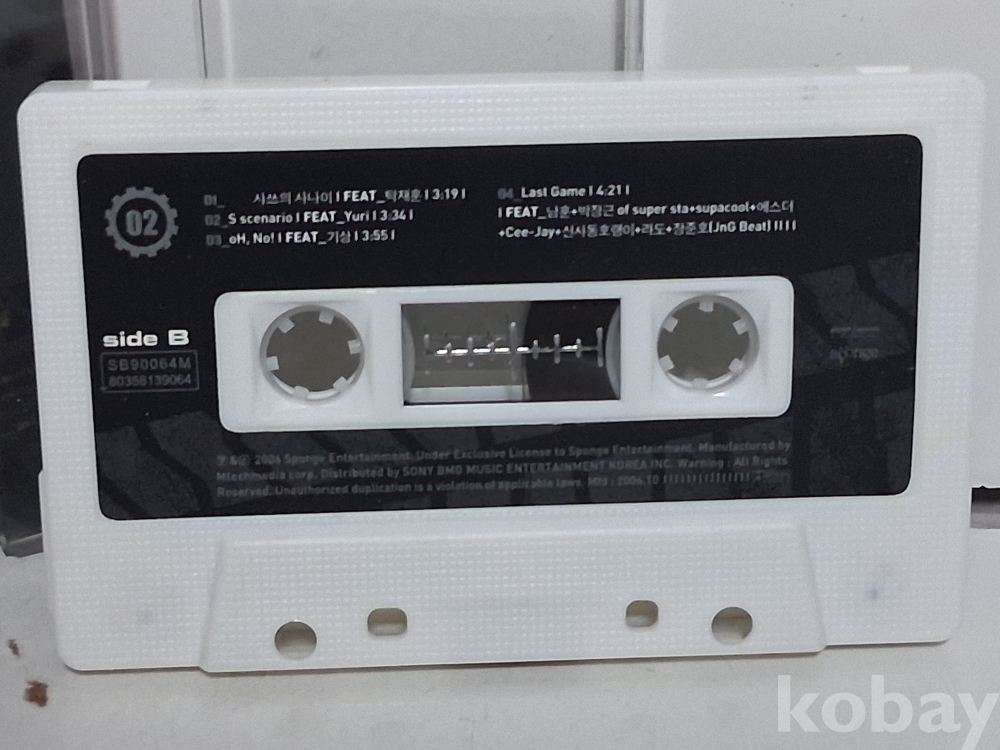 02
01_ 사쓰의 사나이 I FEAT_탁재훈 I 3:19 I
02_S scenario I FEAT_Yuri I 3:34 I
03_oH, No! I FEAT_기상 I 3:55 I
04_Last Game I 4:21 I
I FEAT_남훈+박장근 of super sta+supacool+에스더
+Cee-Jay+신사동호랭이+라도+장준호(JnG Beat) I I I I
side B
SB90064M
80358139064
sponge
Ⓟ & ⓒ 2006 Sponge Entertainment. Under Exclusive License to Sponge Entertainment. Manufactured by
Mtechmedia corp. Distributed by SONY BMG MUSIC ENTERTAINMENT KOREA INC. Warning : All Rights
Reserved. Unauthorized duplication is a violation of applicable laws. Mfd : 2006.10
kobay